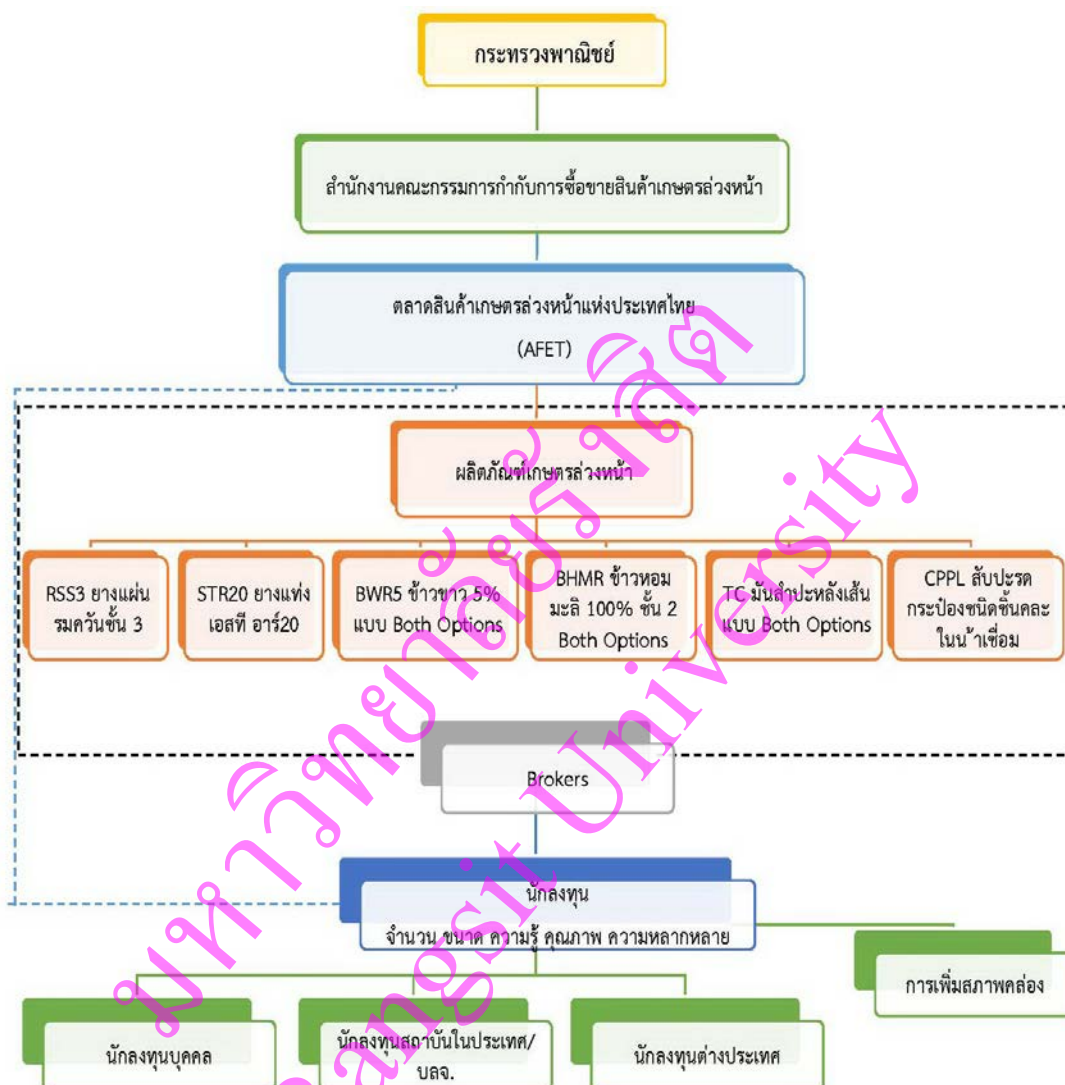 กระทรวงพาณิชย์
สำนักงานคณะกรรมการกำกับการซื้อขายสินค้าเกษตรล่วงหน้า
ตลาดสินค้าเกษตรล่วงหน้าแห่งประเทศไทย
(AFET)
ผลิตภัณฑ์เกษตรล่วงหน้า
RSS3 ยางแผ่น
รมควันชั้น 3
STR20 ยางแท่ง
เอสที อาร์20
BWR5 ข้าวขาว 5%
แบบ Both Options
BHMR ข้าวหอม
มะลิ 100% ชั้น 2
Both Options
TC มันสำปะหลังเส้น
แบบ Both Options
CPPL สับปะรด
กระป๋องชนิดชิ้นคละ
ในน ้าเชื่อม
Brokers
นักลงทุน
จำนวน ขนาด ความรู้ คุณภาพ ความหลากหลาย
การเพิ่มสภาพคล่อง
นักลงทุนบุคคล
นักลงทุนสถาบันในประเทศ/
บลจ.
นักลงทุนต่างประเทศ
มหาวิทยาลัยรังสิต
Rangsit University